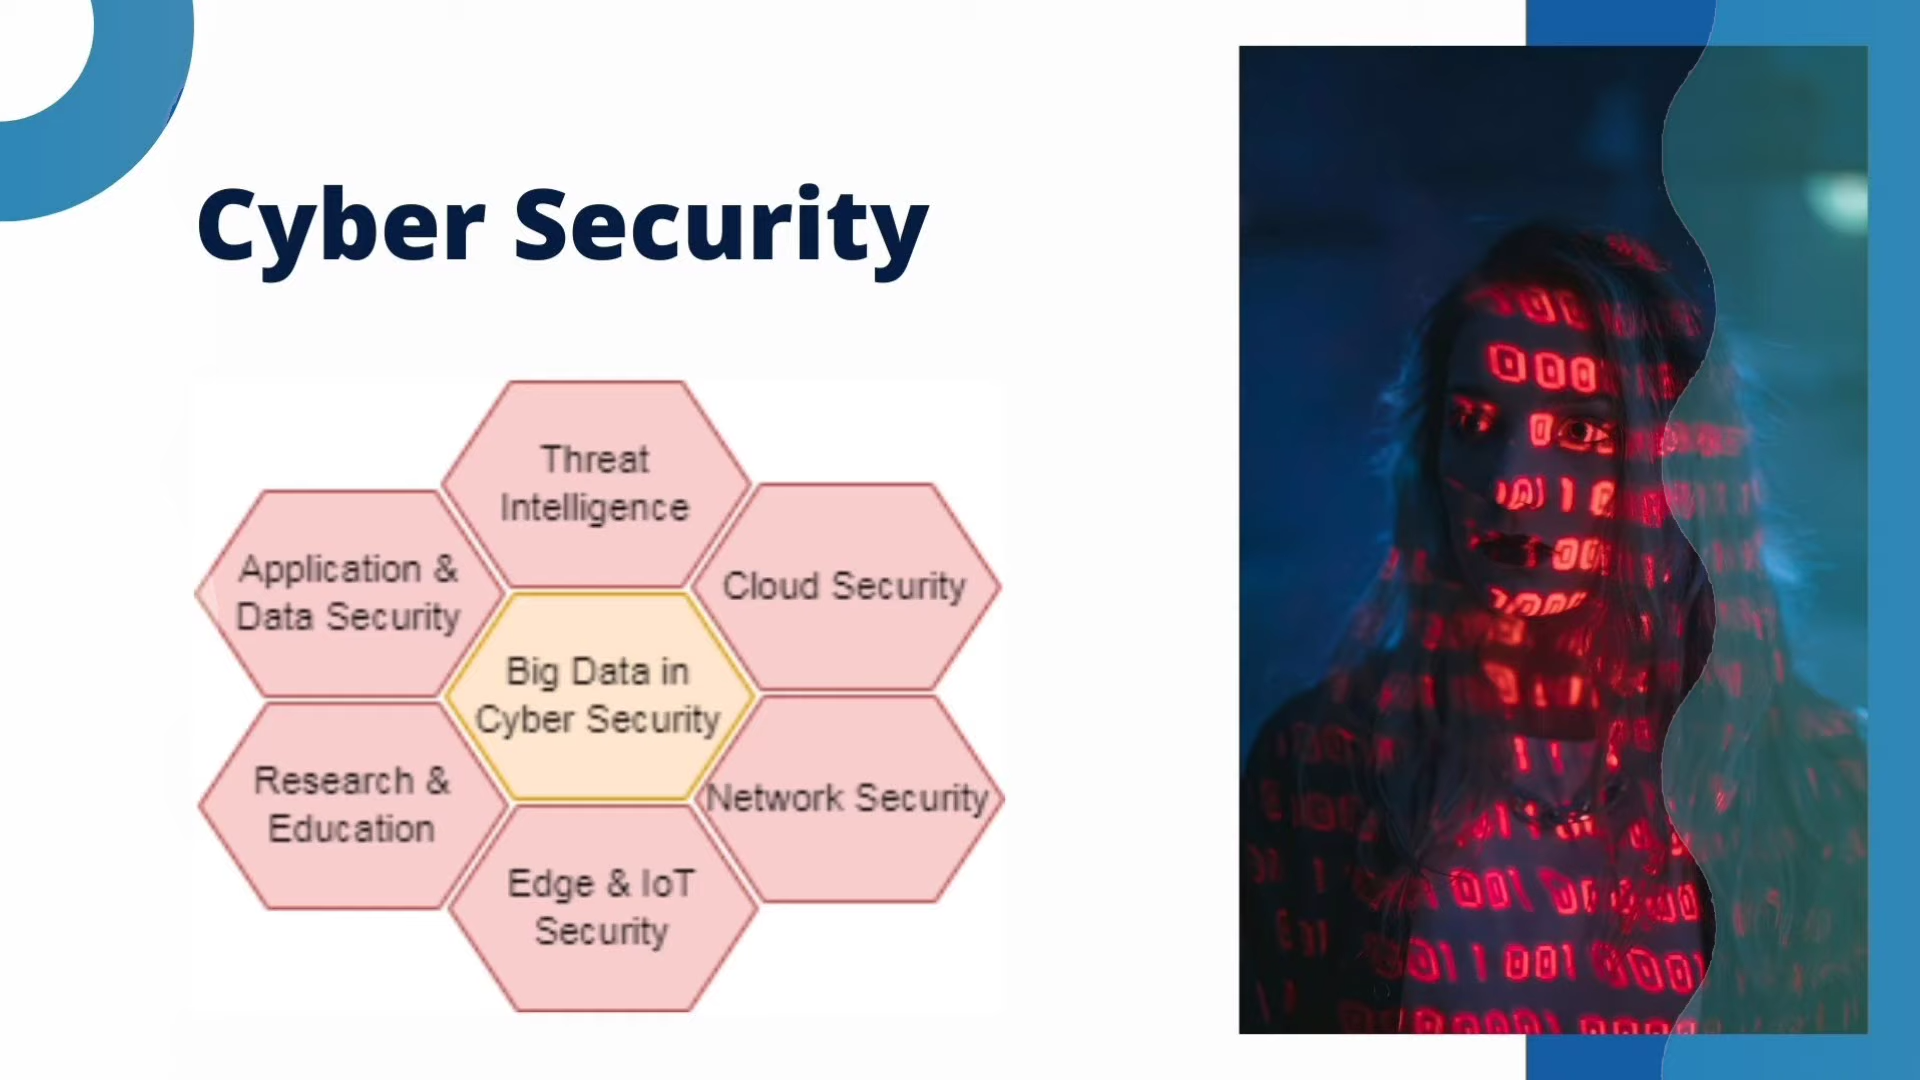 Cyber Security
Threat
Intelligence
Application &
Data Security
Cloud Security
Big Data in
Cyber Security
Research &
Education
Network Security
Edge & IoT
Security
000